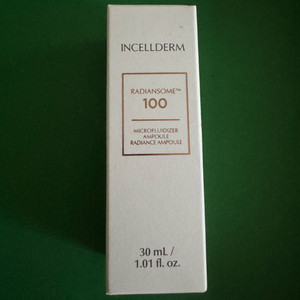 INCELLDERM
RADIANSOME™
100
MICROFLUIDIZER
AMPOULE
RADIANCE AMPOULE
30 mL /
1.01 fl. oz.